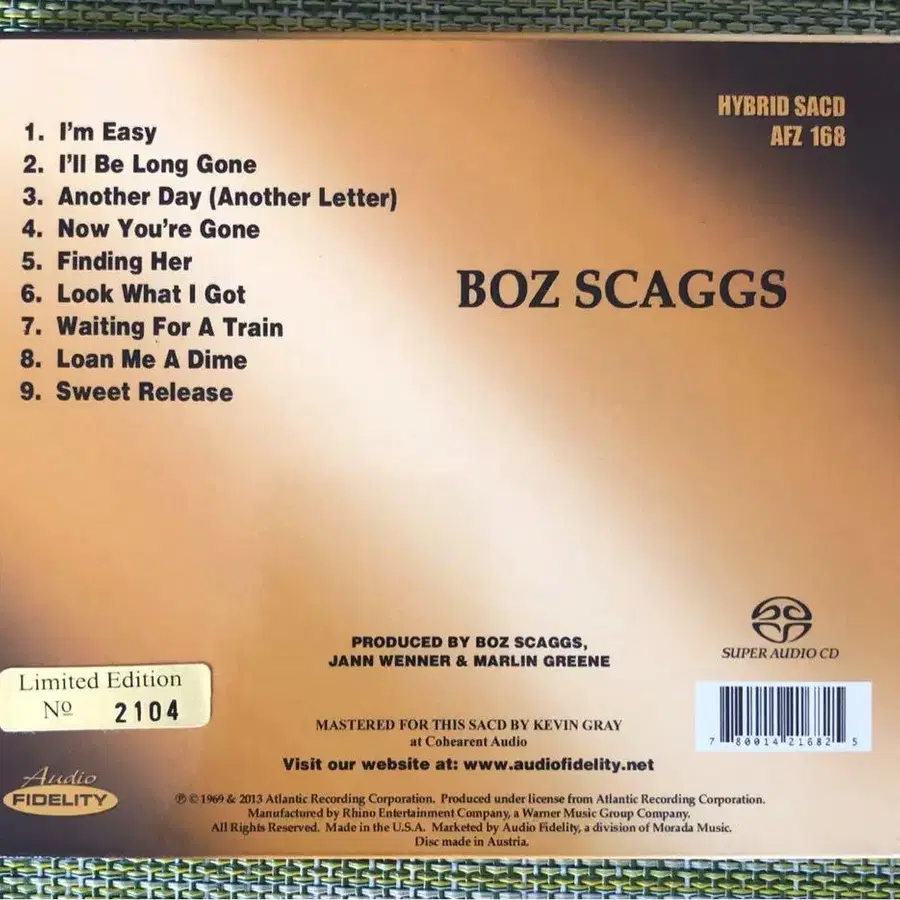 HYBRID SACD
AFZ 168
1. I'm Easy
2. I'll Be Long Gone
3. Another Day (Another Letter)
4. Now You're Gone
5. Finding Her
6. Look What I Got
7. Waiting For A Train
8. Loan Me A Dime
9. Sweet Release
BOZ SCAGGS
PRODUCED BY BOZ SCAGGS,
JANN WENNER & MARLIN GREENE
SUPER AUDIO CD
Limited Edition
Nº 2104
MASTERED FOR THIS SACD BY KEVIN GRAY
at Cohearent Audio
Visit our website at: www.audiofidelity.net
7 80014 21682 5
Audio
FIDELITY
℗ © 1969 & 2013 Atlantic Recording Corporation. Produced under license from Atlantic Recording Corporation.
Manufactured by Rhino Entertainment Company, a Warner Music Group Company.
All Rights Reserved. Made in the U.S.A. Marketed by Audio Fidelity, a division of Morada Music.
Disc made in Austria.